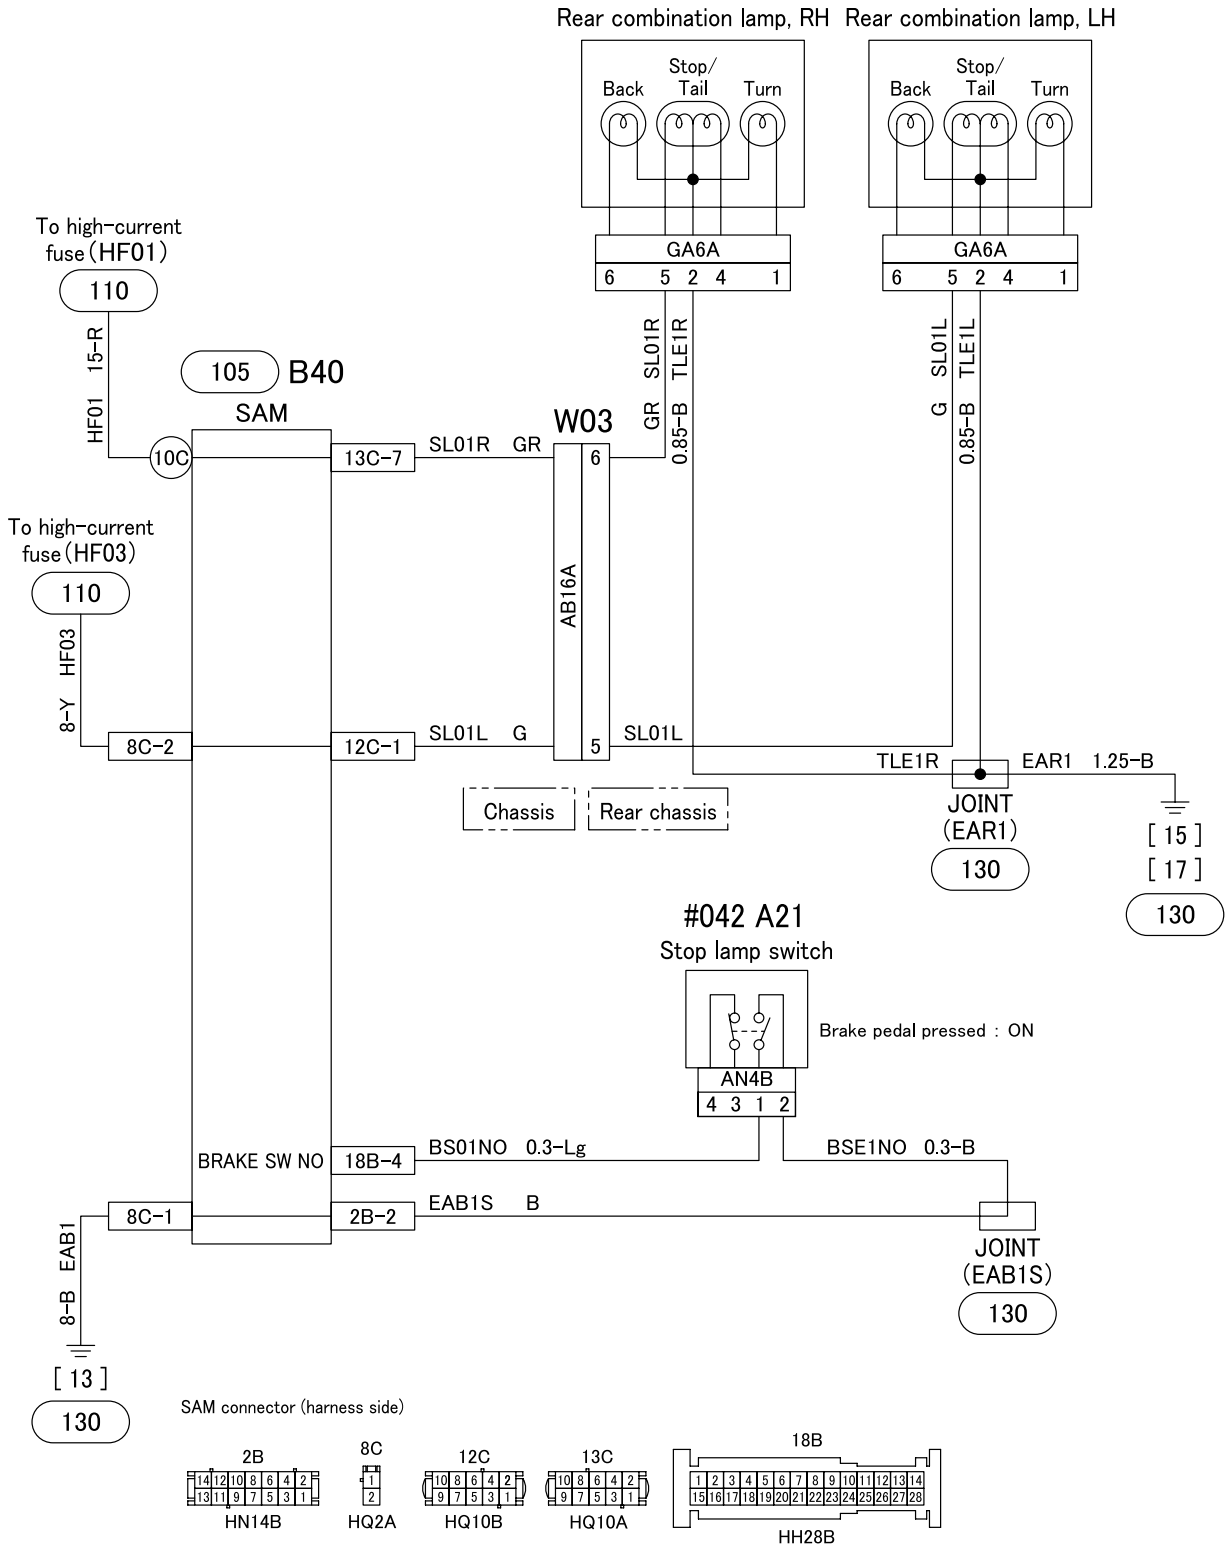 Rear combination lamp, RH Rear combination lamp, LH
Stop/
Tail
Back
Turn
Stop/
Tail
Back
Turn
GA6A
6 5 2 4 1
GA6A
6 5 2 4 1
To high-current
fuse(HF01)
110
HF01 15-R
105 B40
SAM
10C
13C-7
SL01R GR
W03
6
AB16A
5
GR SL01R
0.85-B TLE1R
G SL01L
0.85-B TLE1L
To high-current
fuse(HF03)
110
8-Y HF03
8C-2
12C-1
SL01L G
SL01L
TLE1R
EAR1 1.25-B
Chassis
Rear chassis
JOINT
(EAR1)
130
[ 15 ]
[ 17 ]
130
#042 A21
Stop lamp switch
Brake pedal pressed : ON
AN4B
4 3 1 2
BRAKE SW NO
18B-4
BS01NO 0.3-Lg
BSE1NO 0.3-B
8C-1
2B-2
EAB1S B
JOINT
(EAB1S)
130
8-B EAB1
[ 13 ]
130
SAM connector (harness side)
2B
14 12 10 8 6 4 2
13 11 9 7 5 3 1
HN14B
8C
1
2
HQ2A
12C
10 8 6 4 2
9 7 5 3 1
HQ10B
13C
10 8 6 4 2
9 7 5 3 1
HQ10A
18B
1 2 3 4 5 6 7 8 9 10 11 12 13 14
15 16 17 18 19 20 21 22 23 24 25 26 27 28
HH28B